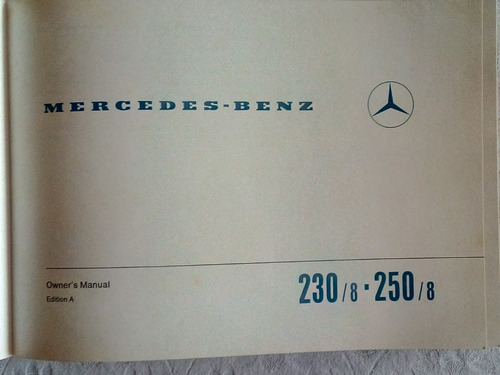 MERCEDES-BENZ
Owner's Manual
Edition A
230/8 · 250/8